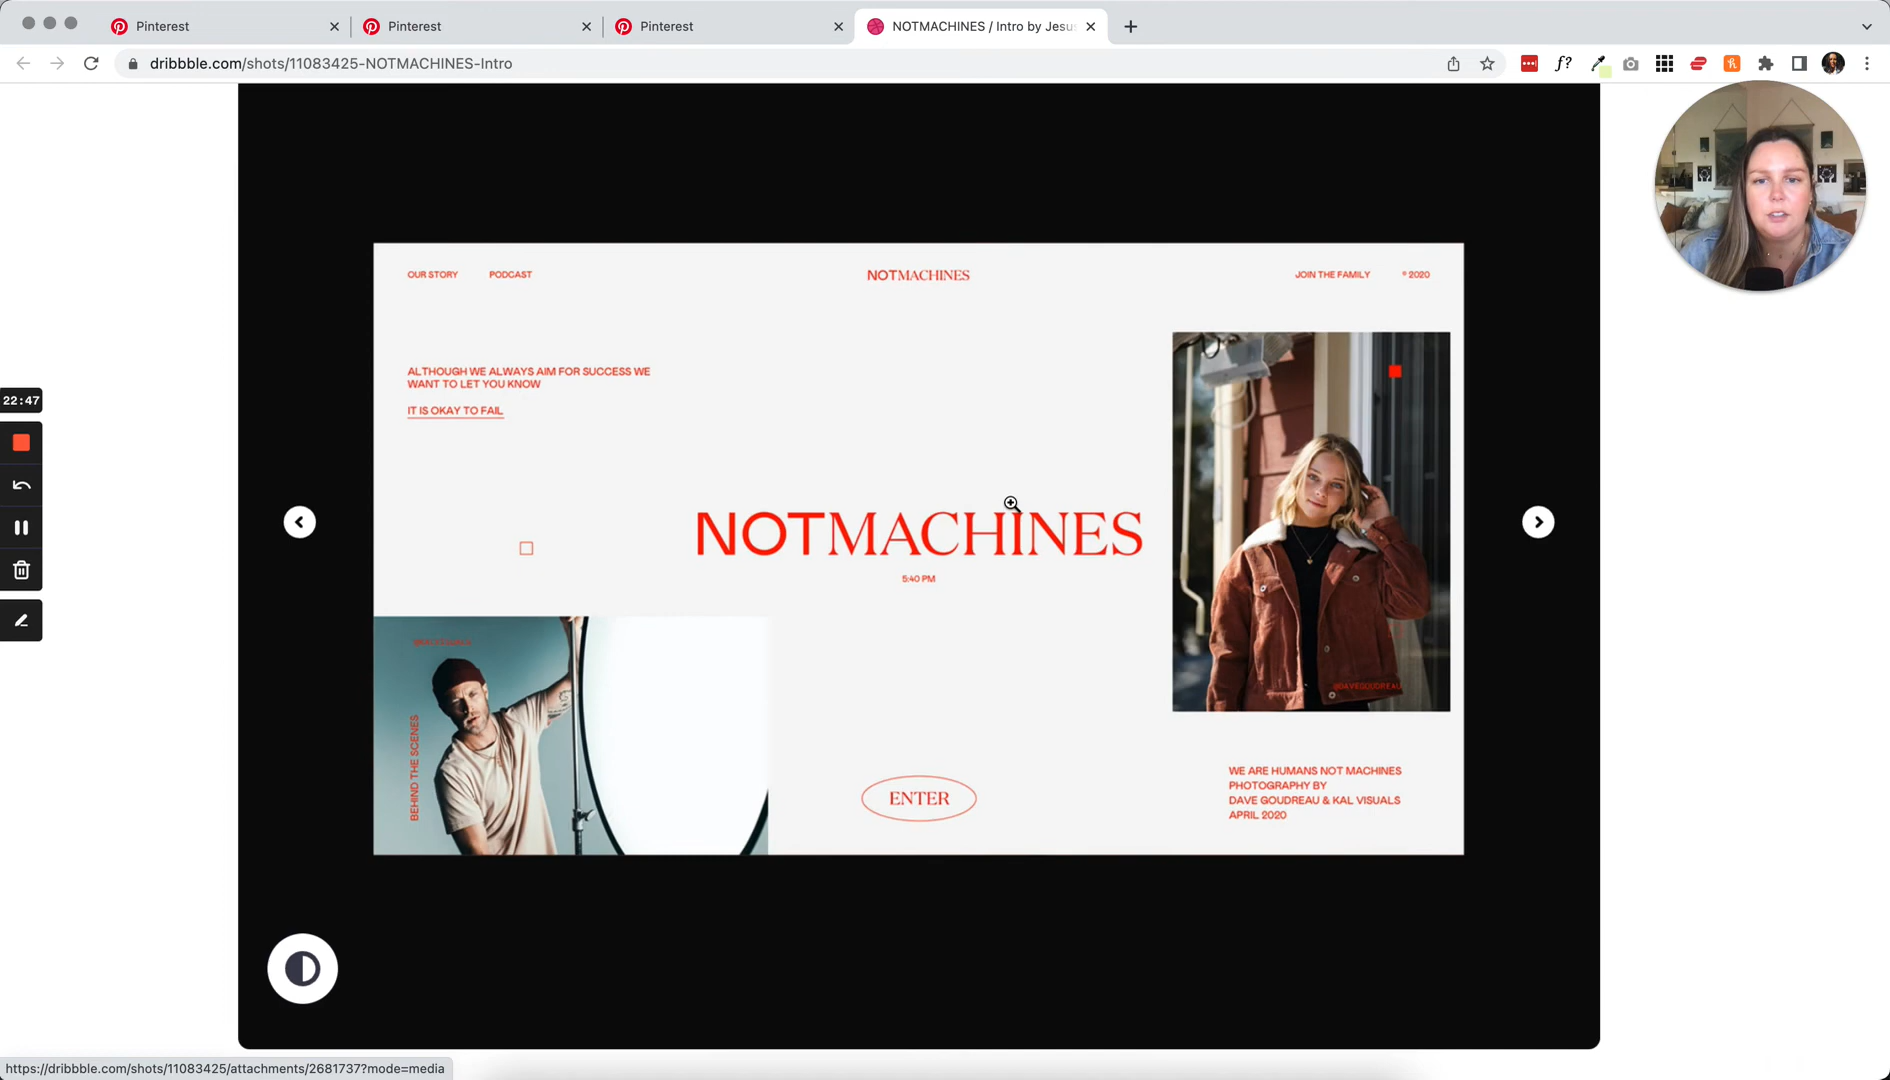 Pinterest
Pinterest
Pinterest
NOTMACHINES / Intro by Jesu
dribbble.com/shots/11083425-NOTMACHINES-Intro
f?
OUR STORY
PODCAST
NOTMACHINES
JOIN THE FAMILY
© 2020
ALTHOUGH WE ALWAYS AIM FOR SUCCESS WE
WANT TO LET YOU KNOW
IT IS OKAY TO FAIL
22:47
NOTMACHINES
5:40 PM
@DAVEGOUDREAU
BEHIND THE SCENES
ENTER
WE ARE HUMANS NOT MACHINES
PHOTOGRAPHY BY
DAVE GOUDREAU & KAL VISUALS
APRIL 2020
https://dribbble.com/shots/11083425/attachments/2681737?mode=media